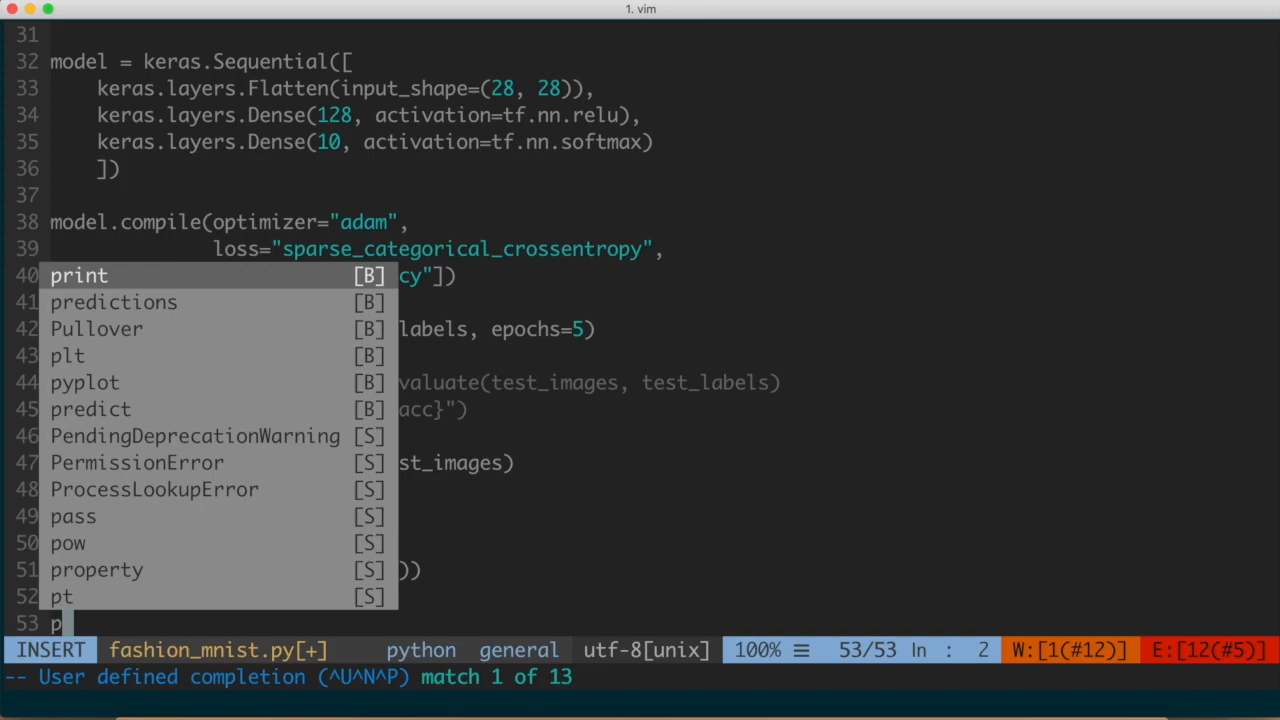 1. vim
31
32 model = keras.Sequential([
33     keras.layers.Flatten(input_shape=(28, 28)),
34     keras.layers.Dense(128, activation=tf.nn.relu),
35     keras.layers.Dense(10, activation=tf.nn.softmax)
36     ])
37
38 model.compile(optimizer="adam",
39               loss="sparse_categorical_crossentropy",
40 print [B] cy"])
41 predictions [B]
42 Pullover [B] labels, epochs=5)
43 plt [B]
44 pyplot [B] valuate(test_images, test_labels)
45 predict [B] acc}")
46 PendingDeprecationWarning [S]
47 PermissionError [S] st_images)
48 ProcessLookupError [S]
49 pass [S]
50 pow [S]
51 property [S] ))
52 pt [S]
53 p
INSERT fashion_mnist.py[+] python general utf-8[unix] 100% ☰ 53/53 ln : 2 W:[1(#12)] E:[12(#5)]
-- User defined completion (^U^N^P) match 1 of 13